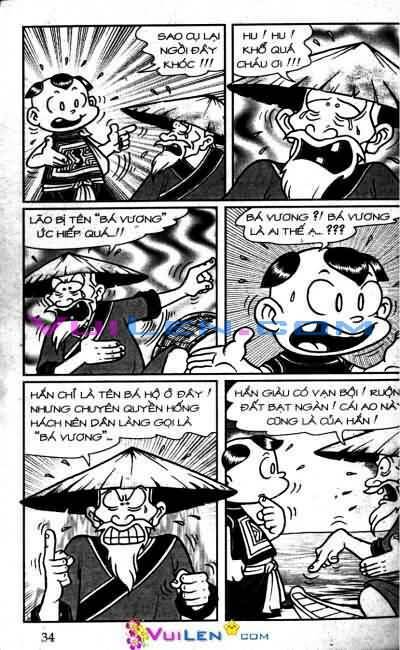 SAO CỤ LẠI
NGỒI ĐÂY
KHÓC !!!
HU ! HU !
KHỔ QUÁ
CHÁU ƠI !!!
LÃO BỊ TÊN "BÁ VƯƠNG"
ỨC HIẾP QUÁ...!!
BÁ VƯƠNG ?! BÁ VƯƠNG
LÀ AI THẾ Ạ... ???
VUILEN.COM
HẮN CHỈ LÀ TÊN BÁ HỘ Ở ĐÂY !
NHƯNG CHUYÊN QUYỀN HỐNG
HÁCH NÊN DÂN LÀNG GỌI LÀ
"BÁ VƯƠNG"...
HẮN GIÀU CÓ VẠN BỘI ! RUỘN
ĐẤT BẠT NGÀN ! CÁI AO NÀY
CŨNG LÀ CỦA HẮN !
34
VUILEN.COM